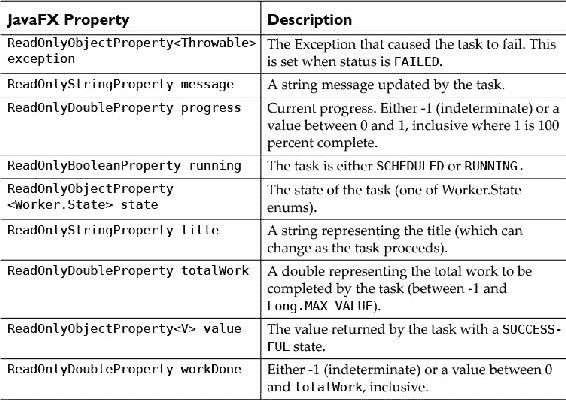 JavaFX Property Description
ReadOnlyObjectProperty<Throwable>
exception
The Exception that caused the task to fail. This
is set when status is FAILED.
ReadOnlyStringProperty message
A string message updated by the task.
ReadOnlyDoubleProperty progress
Current progress. Either -1 (indeterminate) or a
value between 0 and 1, inclusive where 1 is 100
percent complete.
ReadOnlyBooleanProperty running
The task is either SCHEDULED or RUNNING.
ReadOnlyObjectProperty
<Worker.State> state
The state of the task (one of Worker.State
enums).
ReadOnlyStringProperty title
A string representing the title (which can
change as the task proceeds).
ReadOnlyDoubleProperty totalWork
A double representing the total work to be
completed by the task (between -1 and
Long.MAX VALUE).
ReadOnlyObjectProperty<V> value
The value returned by the task with a SUCCESS-
FUL state.
ReadOnlyDoubleProperty workDone
Either -1 (indeterminate) or a value between 0
and totalWork, inclusive.